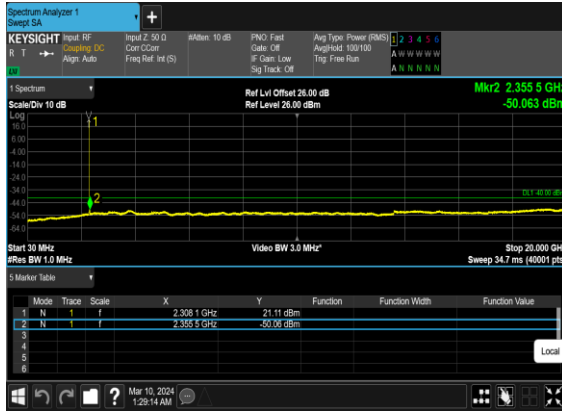 Spectrum Analyzer 1
Swept SA
KEYSIGHT Input: RF Input Z: 50 Ω #Atten: 10 dB PNO: Fast Avg Type: Power (RMS) 1 2 3 4 5 6
R T Coupling: DC Corr CCorr Gate: Off Avg|Hold: 100/100 A W W W W W
Align: Auto Freq Ref: Int (S) IF Gain: Low Trig: Free Run
Sig Track: Off A N N N N N
1 Spectrum Ref Lvl Offset 26.00 dB Mkr2 2.355 5 GHz
Scale/Div 10 dB Ref Level 26.00 dBm -50.063 dBm
Log
16.0 1
6.00
-4.00
-14.0
-24.0
-34.0
-44.0 2
-54.0
-64.0
Start 30 MHz Video BW 3.0 MHz* Stop 20.000 GH
#Res BW 1.0 MHz Sweep 34.7 ms (40001 pts
5 Marker Table
Mode Trace Scale X Y Function Function Width Function Value
1 N 1 f 2.308 1 GHz 21.11 dBm
2 N 1 f 2.355 5 GHz -50.06 dBm
3
4
5
6
Local
? Mar 10, 2024
1:29:14 AM